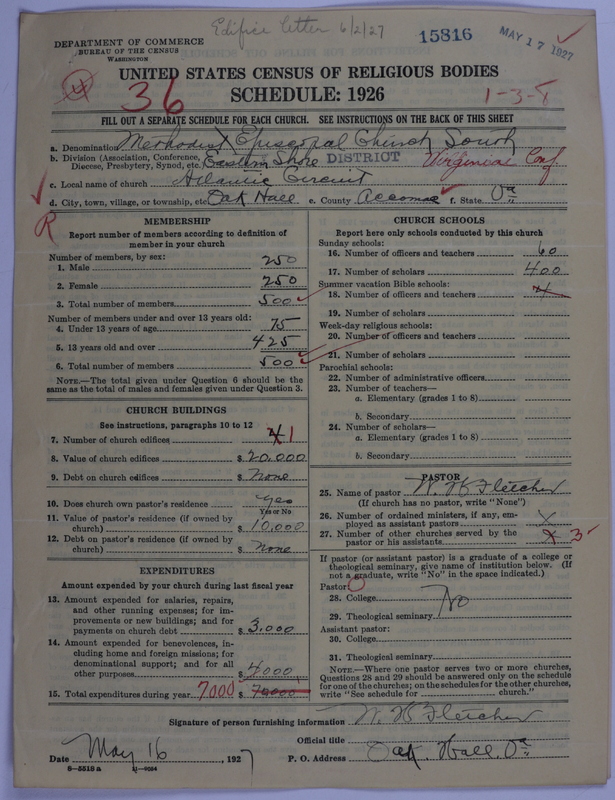 Edifice letter 6/2/27
15816
MAY 17 1927
DEPARTMENT OF COMMERCE
BUREAU OF THE CENSUS
WASHINGTON
UNITED STATES CENSUS OF RELIGIOUS BODIES
SCHEDULE: 1926
36
1-3-8
FILL OUT A SEPARATE SCHEDULE FOR EACH CHURCH. SEE INSTRUCTIONS ON THE BACK OF THIS SHEET
a. Denomination Methodist Episcopal Church South
b. Division (Association, Conference, Diocese, Presbytery, Synod, etc.) Eastern Shore DISTRICT Virginia Conf
c. Local name of church Atlantic Circuit
d. City, town, village, or township, etc. Oak Hall e. County Accomac f. State Va
R
MEMBERSHIP
Report number of members according to definition of
member in your church
Number of members, by sex:
1. Male 250
2. Female 250
3. Total number of members 500
Number of members under and over 13 years old:
4. Under 13 years of age 75
5. 13 years old and over 425
6. Total number of members 500
NOTE.—The total given under Question 6 should be the
same as the total of males and females given under Question 3.
CHURCH BUILDINGS
See instructions, paragraphs 10 to 12
7. Number of church edifices 4 1
8. Value of church edifices $ 20,000
9. Debt on church edifices $ None
10. Does church own pastor's residence yes
Yes or No
11. Value of pastor's residence (if owned by
church) $ 10,000
12. Debt on pastor's residence (if owned by
church) $ None
EXPENDITURES
Amount expended by your church during last fiscal year
13. Amount expended for salaries, repairs,
and other running expenses; for im-
provements or new buildings; and for
payments on church debt $ 3,000
14. Amount expended for benevolences, in-
cluding home and foreign missions; for
denominational support; and for all
other purposes $ 4000
15. Total expenditures during year 7000 $ 70000
CHURCH SCHOOLS
Report here only schools conducted by this church
Sunday schools:
16. Number of officers and teachers 60
17. Number of scholars 400
Summer vacation Bible schools:
18. Number of officers and teachers 4
19. Number of scholars
Week-day religious schools:
20. Number of officers and teachers
21. Number of scholars
Parochial schools:
22. Number of administrative officers
23. Number of teachers—
a. Elementary (grades 1 to 8)
b. Secondary
24. Number of scholars—
a. Elementary (grades 1 to 8)
b. Secondary
PASTOR
25. Name of pastor W. K Fletcher
(If church has no pastor, write "None")
26. Number of ordained ministers, if any, em-
ployed as assistant pastors
27. Number of other churches served by the
pastor or his assistants 3
If pastor (or assistant pastor) is a graduate of a college or
theological seminary, give name of institution below. (If
not a graduate, write "No" in the space indicated.)
Pastor:
28. College
No
29. Theological seminary
Assistant pastor:
30. College
31. Theological seminary
NOTE.—Where one pastor serves two or more churches,
Questions 28 and 29 should be answered only on the schedule
for one of the churches; on the schedules for the other churches,
write "See schedule for church."
Signature of person furnishing information W. K Fletcher
Official title
Date May 16, 1927 P. O. Address Oak Hall, Va
8—5518 a 11—9084